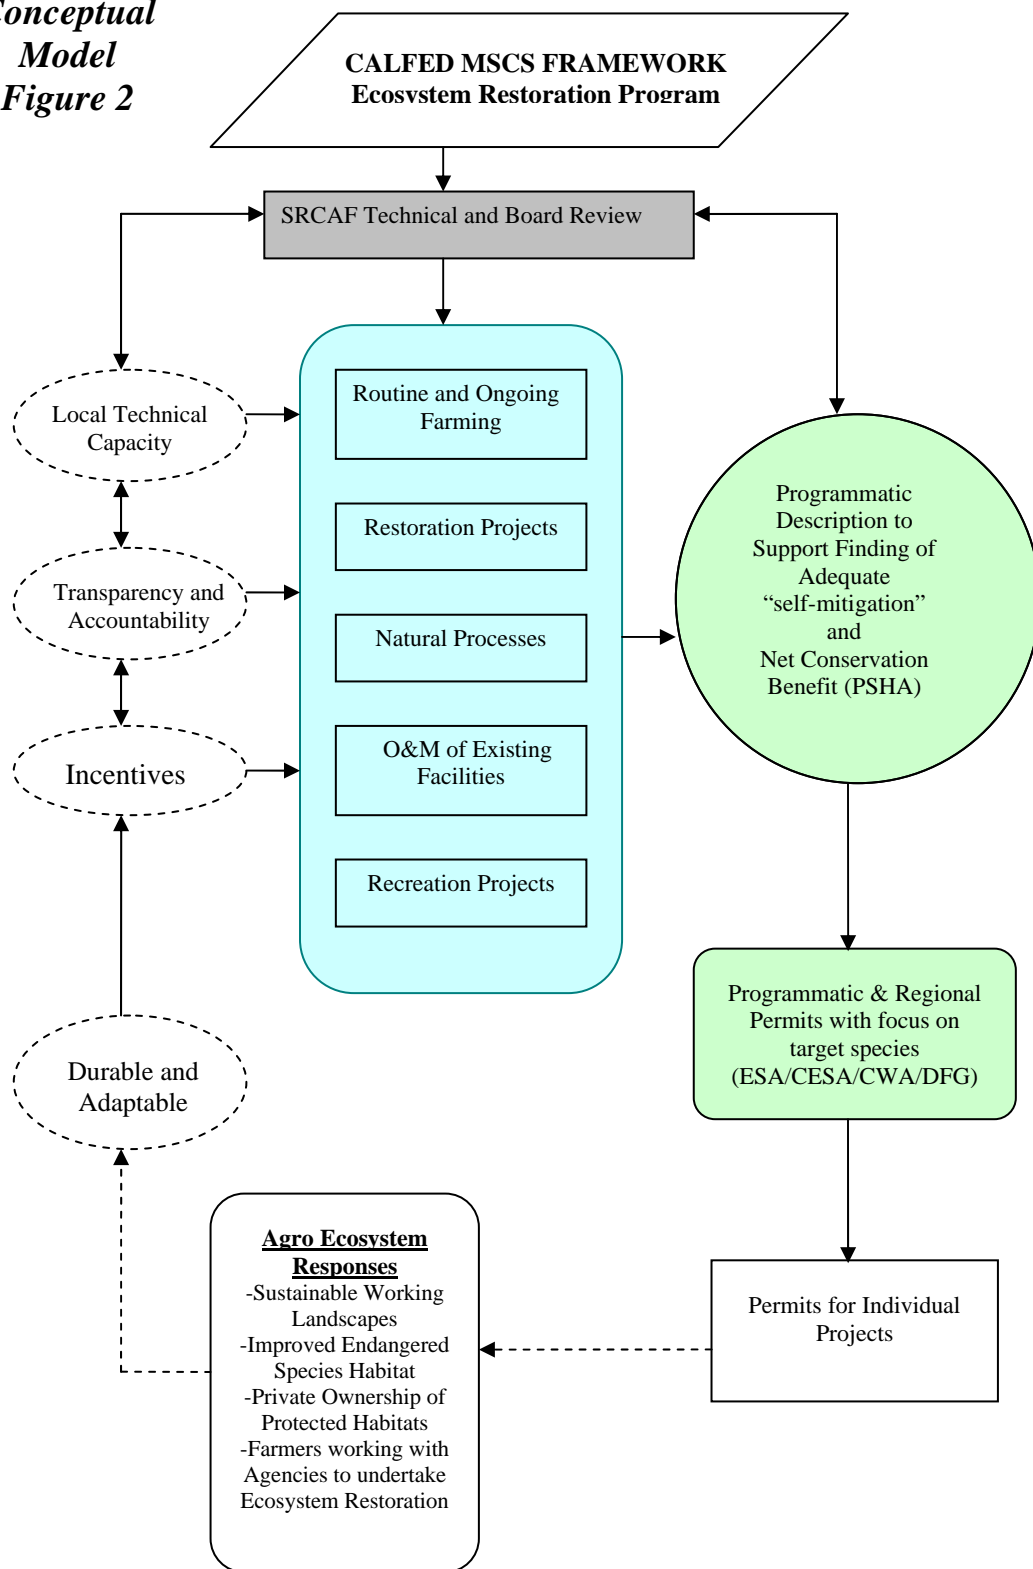 Conceptual
Model
Figure 2
CALFED MSCS FRAMEWORK
Ecosystem Restoration Program
SRCAF Technical and Board Review
Local Technical
Capacity
Transparency and
Accountability
Incentives
Durable and
Adaptable
Routine and Ongoing
Farming
Restoration Projects
Natural Processes
O&M of Existing
Facilities
Recreation Projects
Programmatic
Description to
Support Finding of
Adequate
“self-mitigation”
and
Net Conservation
Benefit (PSHA)
Programmatic & Regional
Permits with focus on
target species
(ESA/CESA/CWA/DFG)
Permits for Individual
Projects
Agro Ecosystem
Responses
-Sustainable Working
Landscapes
-Improved Endangered
Species Habitat
-Private Ownership of
Protected Habitats
-Farmers working with
Agencies to undertake
Ecosystem Restoration